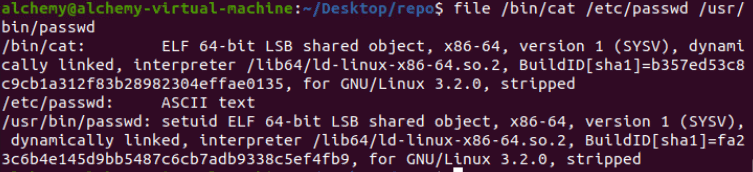 alchemy@alchemy-virtual-machine:~/Desktop/repo$ file /bin/cat /etc/passwd /usr/
bin/passwd
/bin/cat:        ELF 64-bit LSB shared object, x86-64, version 1 (SYSV), dynami
cally linked, interpreter /lib64/ld-linux-x86-64.so.2, BuildID[sha1]=b357ed53c8
c9cb1a312f83b28982304effae0135, for GNU/Linux 3.2.0, stripped
/etc/passwd:     ASCII text
/usr/bin/passwd: setuid ELF 64-bit LSB shared object, x86-64, version 1 (SYSV),
 dynamically linked, interpreter /lib64/ld-linux-x86-64.so.2, BuildID[sha1]=fa2
3c6b4e145d9bb5487c6cb7adb9338c5ef4fb9, for GNU/Linux 3.2.0, stripped